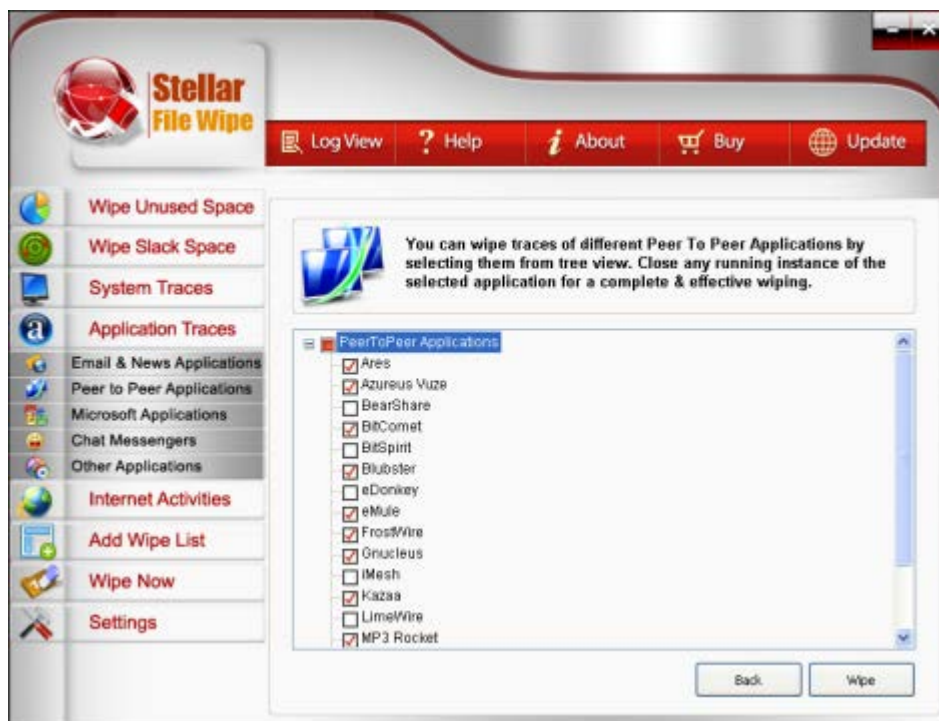 Stellar
File Wipe
Log View
? Help
i About
Buy
Update
Wipe Unused Space
Wipe Slack Space
System Traces
Application Traces
Email & News Applications
Peer to Peer Applications
Microsoft Applications
Chat Messengers
Other Applications
Internet Activities
Add Wipe List
Wipe Now
Settings
You can wipe traces of different Peer To Peer Applications by
selecting them from tree view. Close any running instance of the
selected application for a complete & effective wiping.
PeerToPeer Applications
Ares
Azureus Vuze
BearShare
BitComet
BitSpirit
Blubster
eDonkey
eMule
FrostWire
Gnucleus
iMesh
Kazaa
LimeWire
MP3 Rocket
Back
Wipe